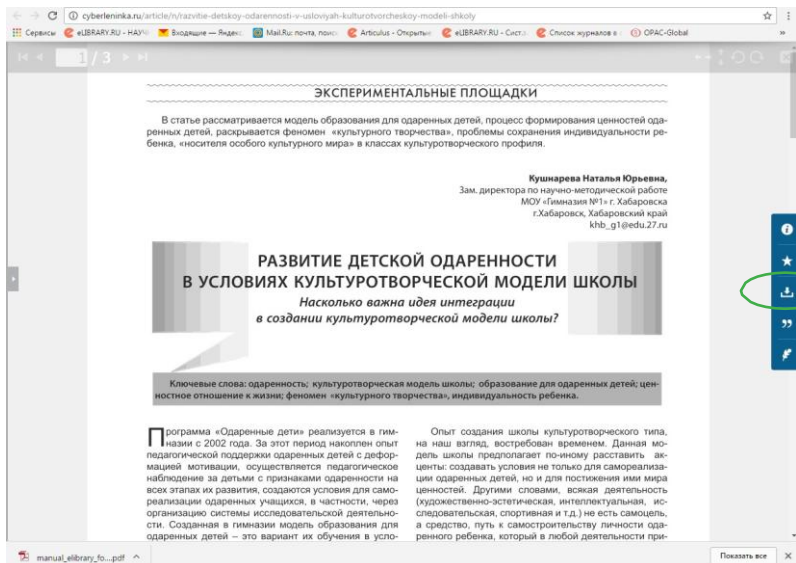 cyberleninka.ru/article/n/razvitie-detskoy-odarennosti-v-usloviyah-kulturotvorcheskoy-modeli-shkoly
Сервисы eLIBRARY.RU - НАУЧ Входящие — Яндекс Mail.Ru: почта, поис Articulus - Открытые eLIBRARY.RU - Сист Список журналов в OPAC-Global »
1 / 3
ЭКСПЕРИМЕНТАЛЬНЫЕ ПЛОЩАДКИ
В статье рассматривается модель образования для одаренных детей, процесс формирования ценностей ода-
ренных детей, раскрывается феномен «культурного творчества», проблемы сохранения индивидуальности ре-
бенка, «носителя особого культурного мира» в классах культуротворческого профиля.
Кушнарева Наталья Юрьевна,
Зам. директора по научно-методической работе
МОУ «Гимназия №1» г. Хабаровска
г.Хабаровск, Хабаровский край
khb_g1@edu.27.ru
РАЗВИТИЕ ДЕТСКОЙ ОДАРЕННОСТИ
В УСЛОВИЯХ КУЛЬТУРОТВОРЧЕСКОЙ МОДЕЛИ ШКОЛЫ
Насколько важна идея интеграции
в создании культуротворческой модели школы?
Ключевые слова: одаренность; культуротворческая модель школы; образование для одаренных детей; цен-
ностное отношение к жизни; феномен «культурного творчества», индивидуальность ребенка.
Программа «Одаренные дети» реализуется в гим-
назии с 2002 года. За этот период накоплен опыт
педагогической поддержки одаренных детей с дефор-
мацией мотивации, осуществляется педагогическое
наблюдение за детьми с признаками одаренности на
всех этапах их развития, создаются условия для само-
реализации одаренных учащихся, в частности, через
организацию системы исследовательской деятельно-
сти. Созданная в гимназии модель образования для
одаренных детей – это вариант их обучения в усло-
Опыт создания школы культуротворческого типа,
на наш взгляд, востребован временем. Данная мо-
дель школы предполагает по-иному расставить ак-
центы: создавать условия не только для самореализа-
ции одаренных детей, но и для постижения ими мира
ценностей. Другими словами, всякая деятельность
(художественно-эстетическая, интеллектуальная, ис-
следовательская, спортивная и т.д.) не есть самоцель,
а средство, путь к самостроительству личности ода-
ренного ребенка, который в любой деятельности при-
manual_elibrary_fo....pdf
Показать все